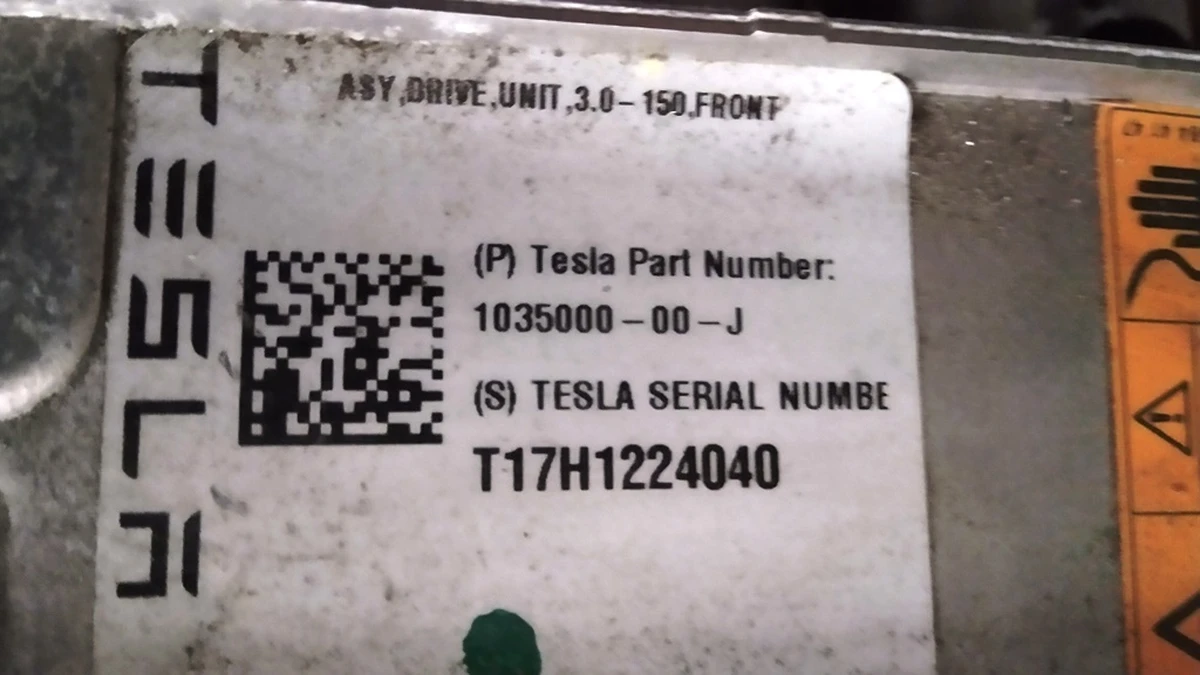 TESLA
ASY,DRIVE,UNIT,3.0-150,FRONT
(P) Tesla Part Number:
1035000-00-J
(S) TESLA SERIAL NUMBE
T17H1224040